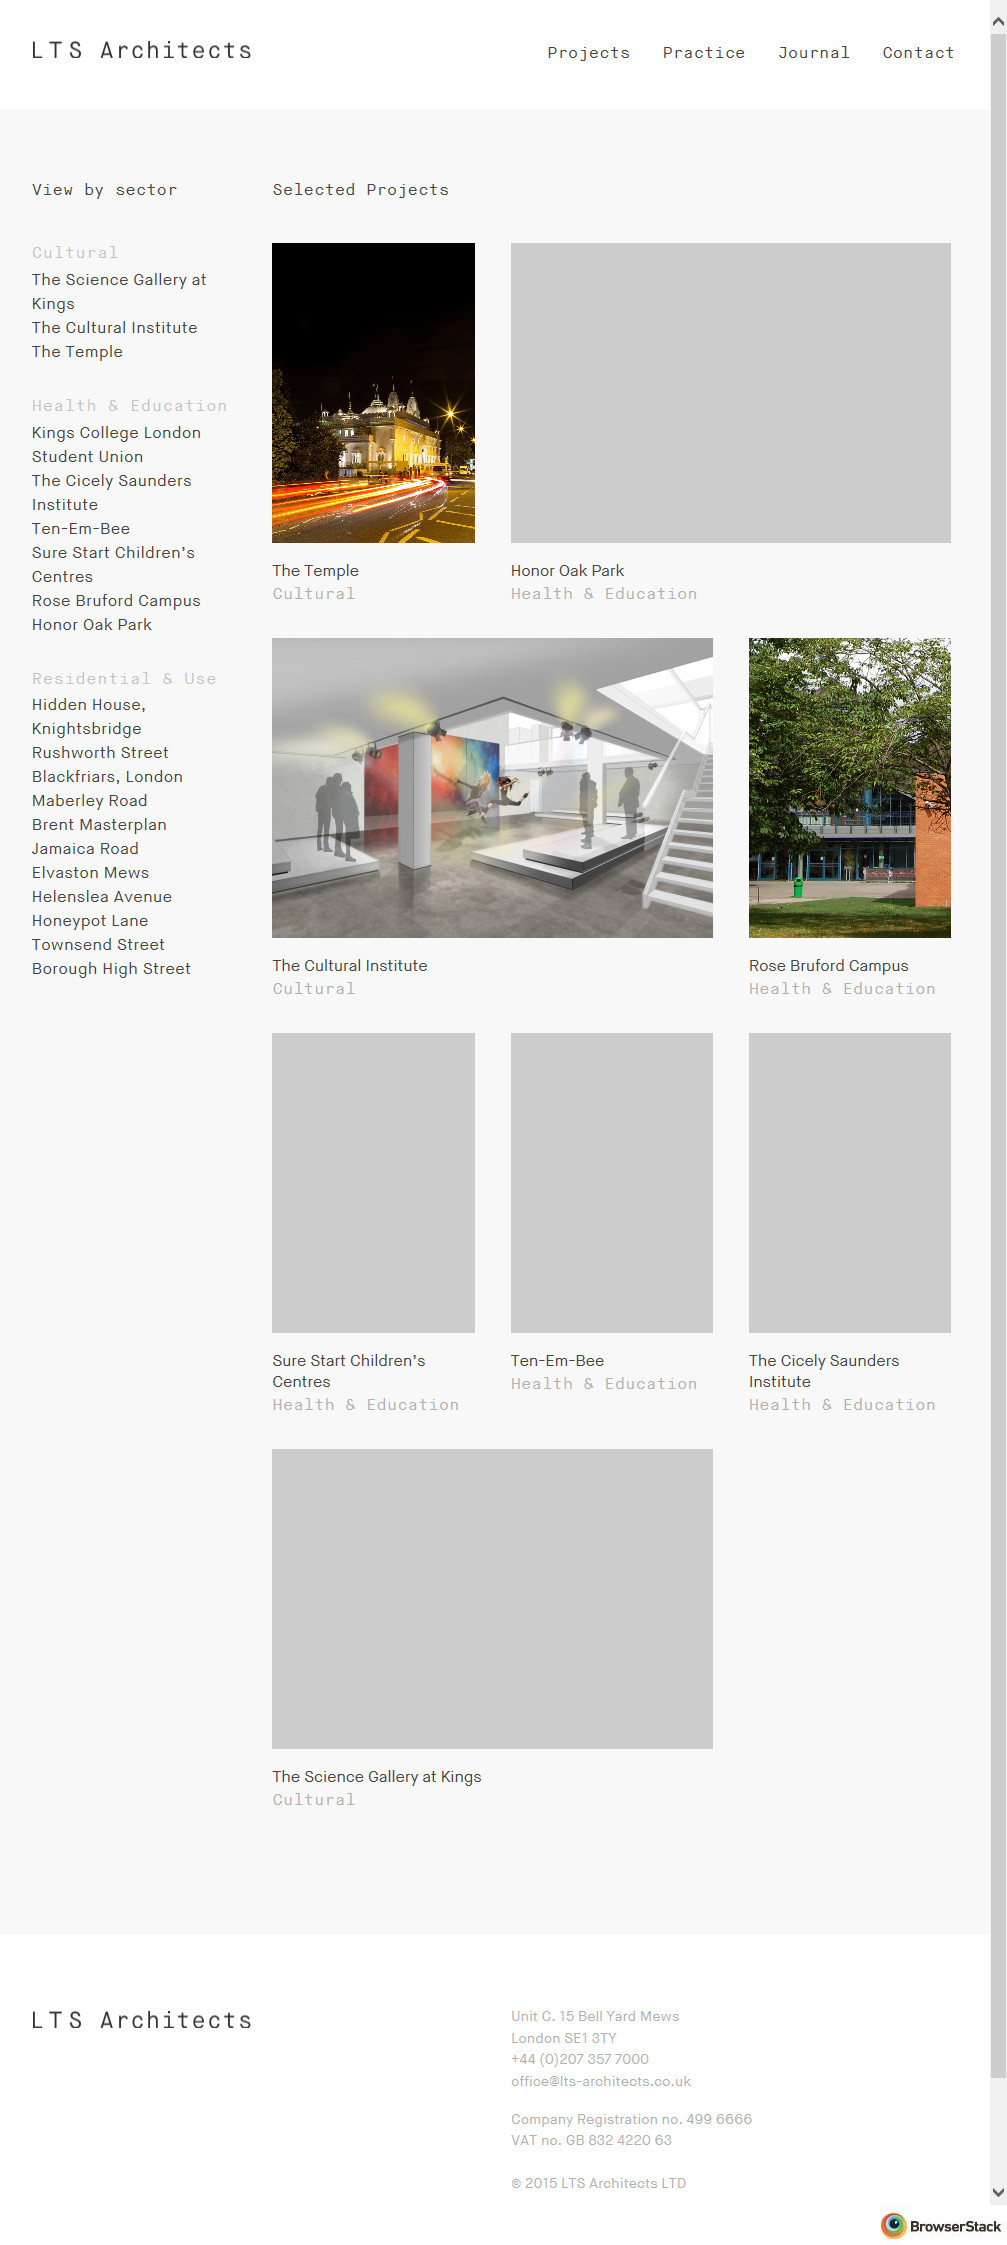 LTS Architects
Projects Practice Journal Contact
View by sector
Cultural
The Science Gallery at
Kings
The Cultural Institute
The Temple
Health & Education
Kings College London
Student Union
The Cicely Saunders
Institute
Ten-Em-Bee
Sure Start Children's
Centres
Rose Bruford Campus
Honor Oak Park
Residential & Use
Hidden House,
Knightsbridge
Rushworth Street
Blackfriars, London
Maberley Road
Brent Masterplan
Jamaica Road
Elvaston Mews
Helenslea Avenue
Honeypot Lane
Townsend Street
Borough High Street
Selected Projects
The Temple
Cultural
Honor Oak Park
Health & Education
The Cultural Institute
Cultural
Rose Bruford Campus
Health & Education
Sure Start Children's
Centres
Health & Education
Ten-Em-Bee
Health & Education
The Cicely Saunders
Institute
Health & Education
The Science Gallery at Kings
Cultural
LTS Architects
Unit C. 15 Bell Yard Mews
London SE1 3TY
+44 (0)207 357 7000
office@lts-architects.co.uk
Company Registration no. 499 6666
VAT no. GB 832 4220 63
© 2015 LTS Architects LTD
BrowserStack